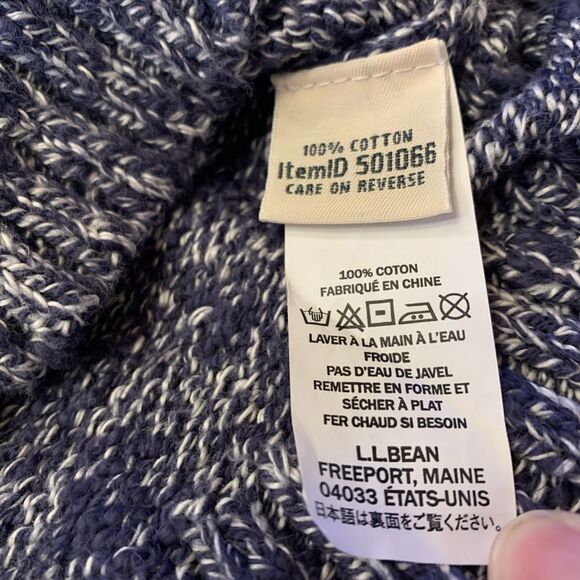 100% COTTON
ItemID 501066
CARE ON REVERSE
100% COTON
FABRIQUÉ EN CHINE
LAVER À LA MAIN À L'EAU
FROIDE
PAS D'EAU DE JAVEL
REMETTRE EN FORME ET
SÉCHER À PLAT
FER CHAUD SI BESOIN
L.L.BEAN
FREEPORT, MAINE
04033 ÉTATS-UNIS
日本語は裏面をご覧ください。